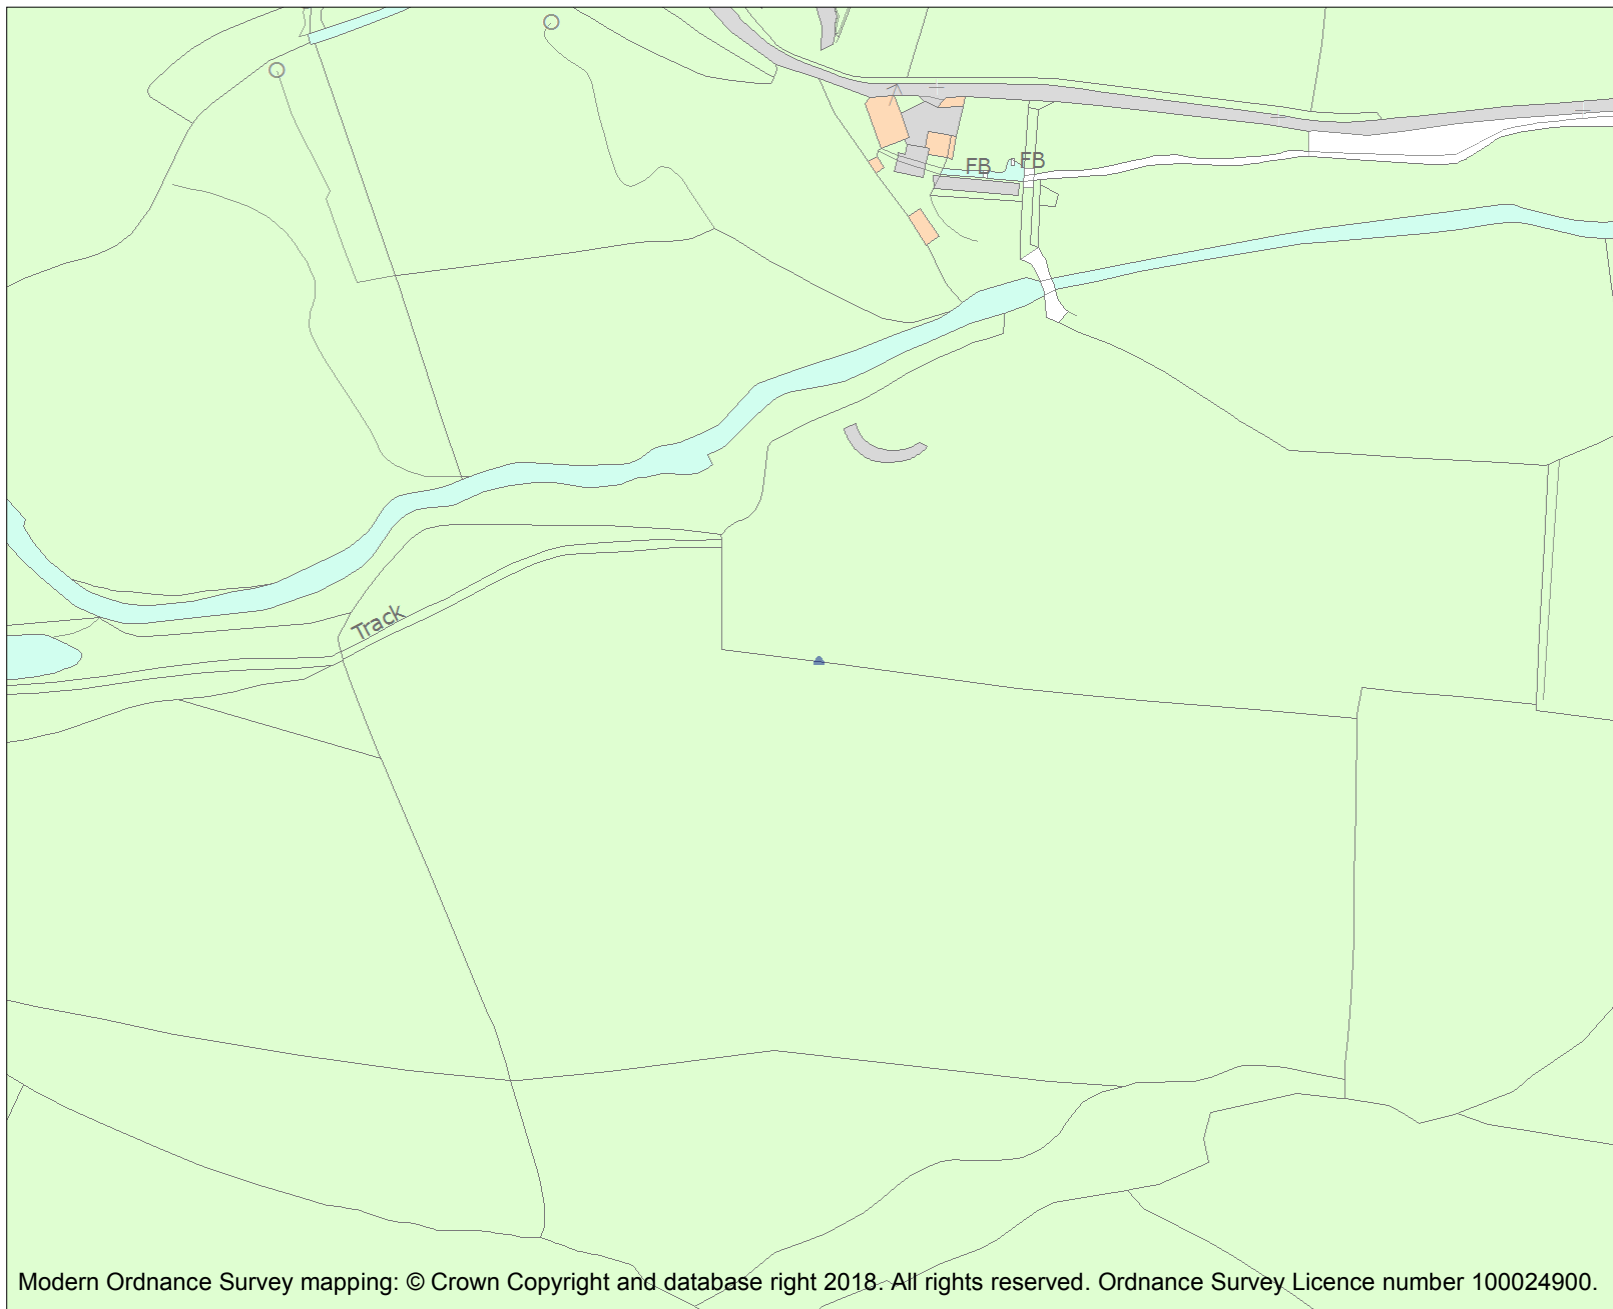 FB FB
Track
Modern Ordnance Survey mapping: © Crown Copyright and database right 2018. All rights reserved. Ordnance Survey Licence number 100024900.